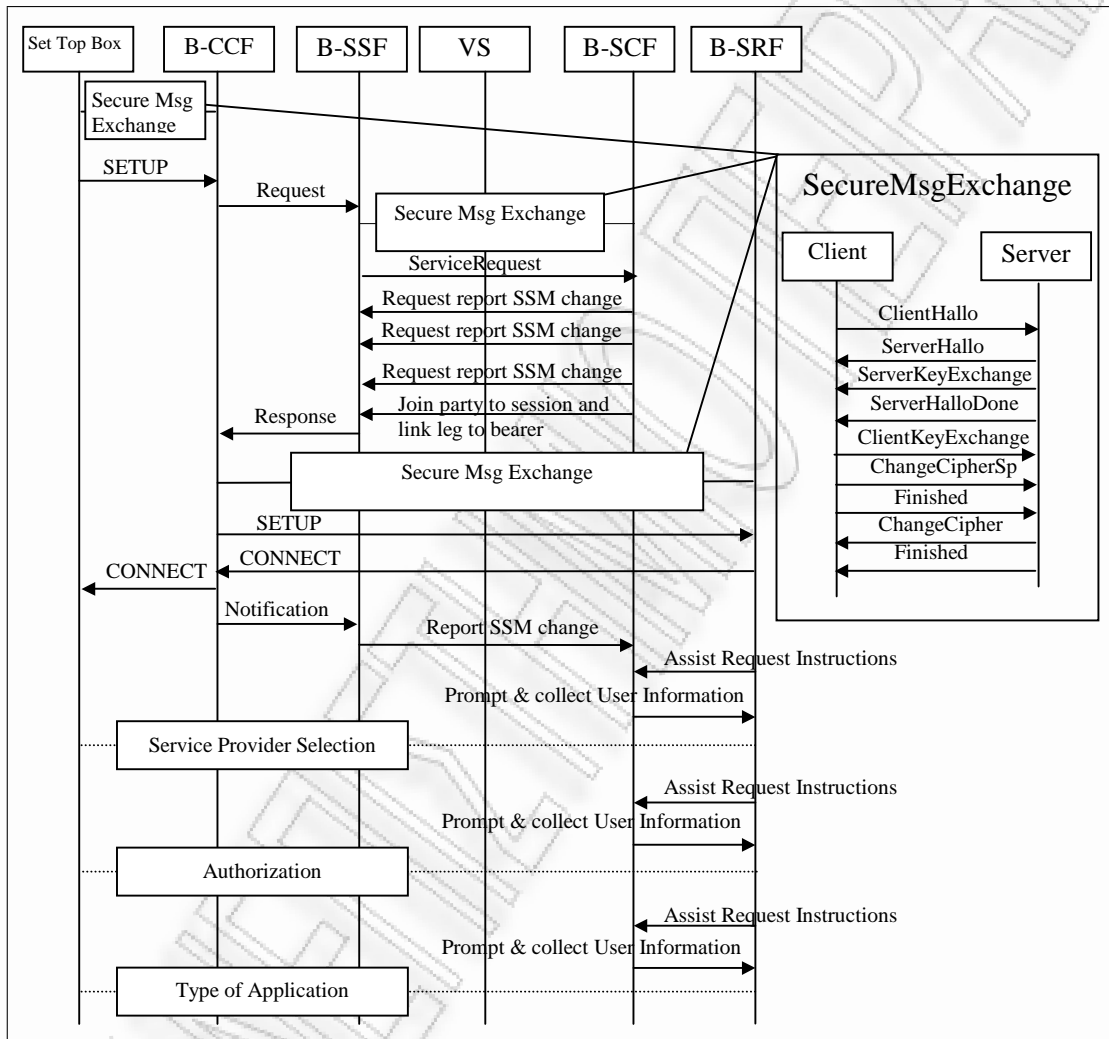 Set Top Box
B-CCF
B-SSF
VS
B-SCF
B-SRF
Secure Msg
Exchange
SETUP
Request
Secure Msg Exchange
ServiceRequest
Request report SSM change
Request report SSM change
Request report SSM change
Join party to session and
link leg to bearer
Response
Secure Msg Exchange
SETUP
CONNECT
CONNECT
Notification
Report SSM change
Assist Request Instructions
Prompt & collect User Information
Service Provider Selection
Assist Request Instructions
Prompt & collect User Information
Authorization
Assist Request Instructions
Prompt & collect User Information
Type of Application
SecureMsgExchange
Client
Server
ClientHallo
ServerHallo
ServerKeyExchange
ServerHalloDone
ClientKeyExchange
ChangeCipherSp
Finished
ChangeCipher
Finished